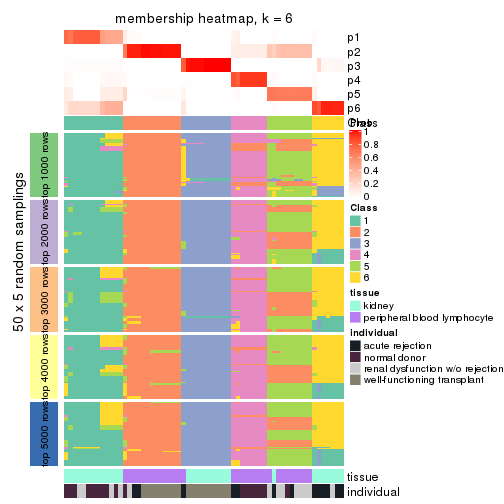 membership heatmap, k = 6
p1
p2
p3
p4
p5
p6
Class
Prob
1
0.8
0.6
0.4
0.2
0
Class
1
2
3
4
5
6
tissue
kidney
peripheral blood lymphocyte
individual
acute rejection
normal donor
renal dysfunction w/o rejection
well-functioning transplant
50 x 5 random samplings
top 1000 rows
top 2000 rows
top 3000 rows
top 4000 rows
top 5000 rows
tissue
individual